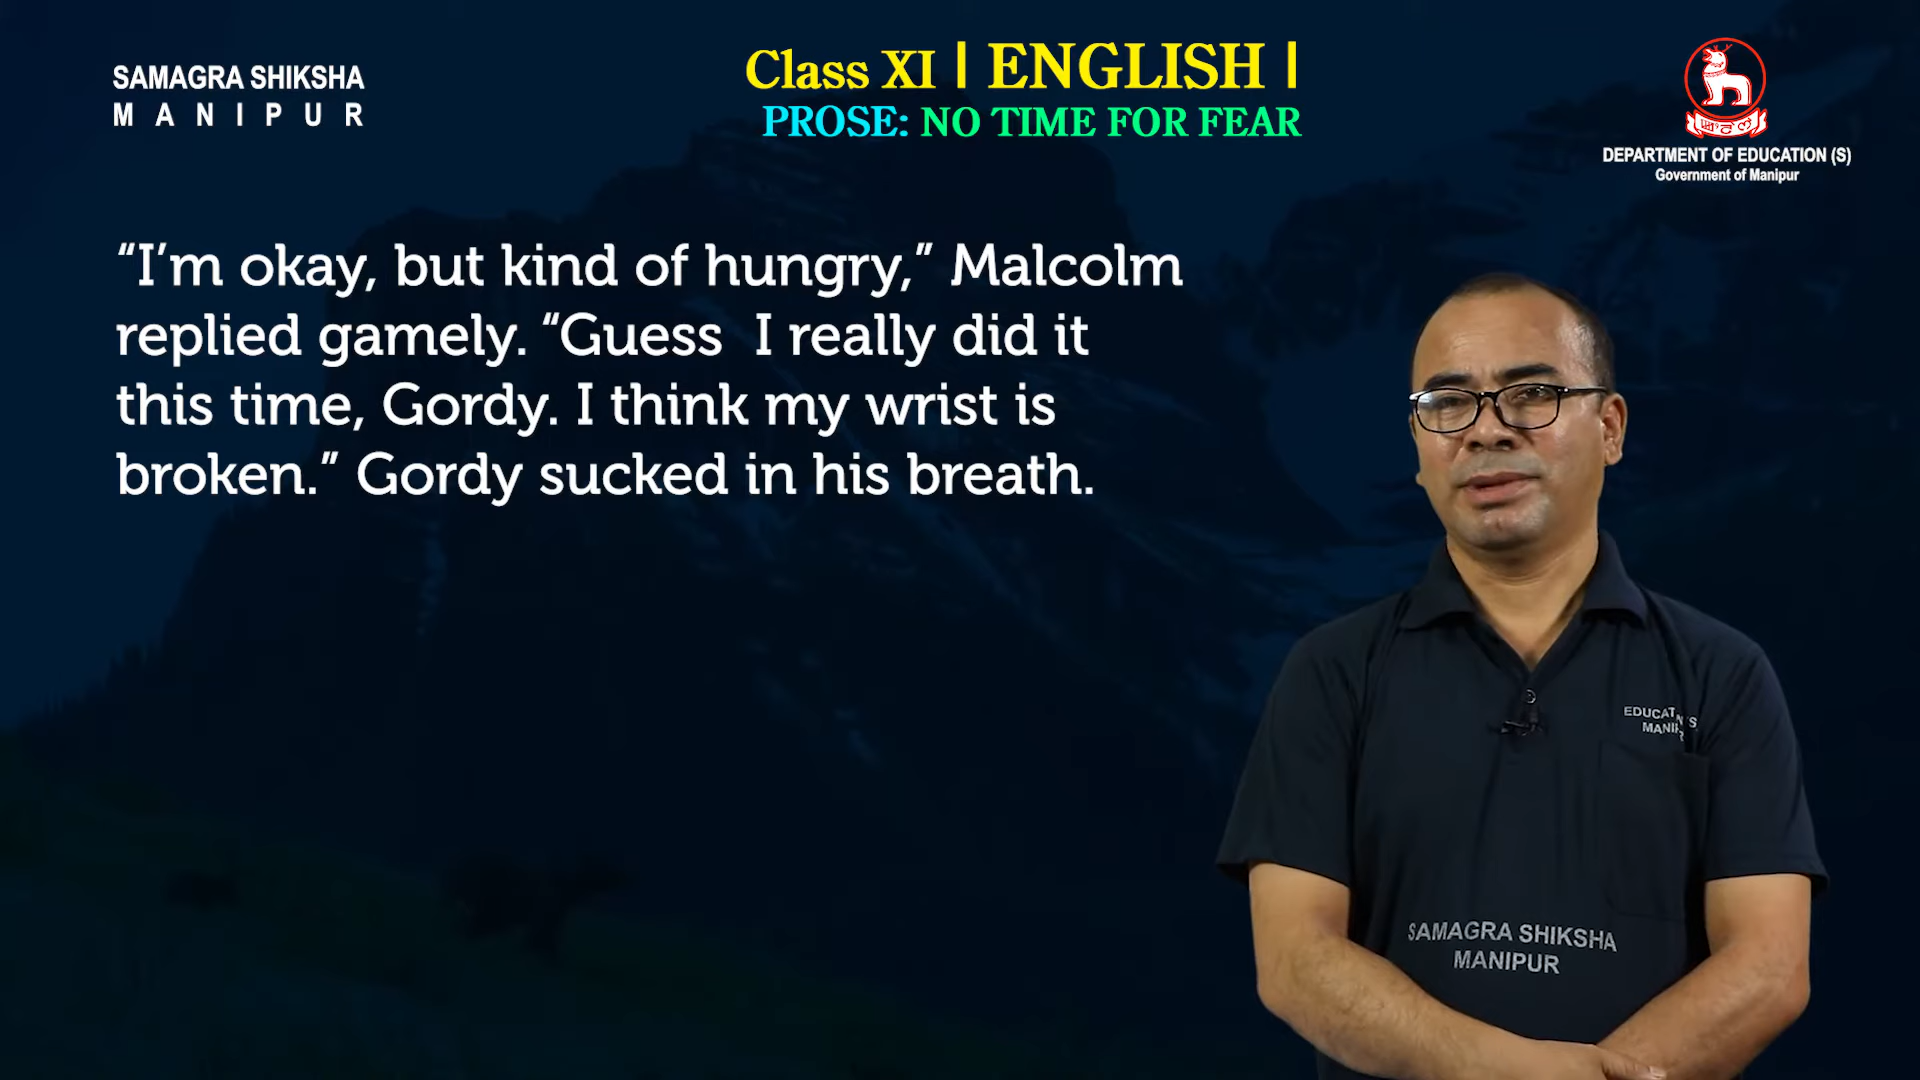 SAMAGRA SHIKSHA
MANIPUR
Class XI | ENGLISH |
PROSE: NO TIME FOR FEAR
DEPARTMENT OF EDUCATION (S)
Government of Manipur
“I’m okay, but kind of hungry,” Malcolm
replied gamely. “Guess I really did it
this time, Gordy. I think my wrist is
broken.” Gordy sucked in his breath.
MANIPUR
SAMAGRA SHIKSHA
MANIPUR